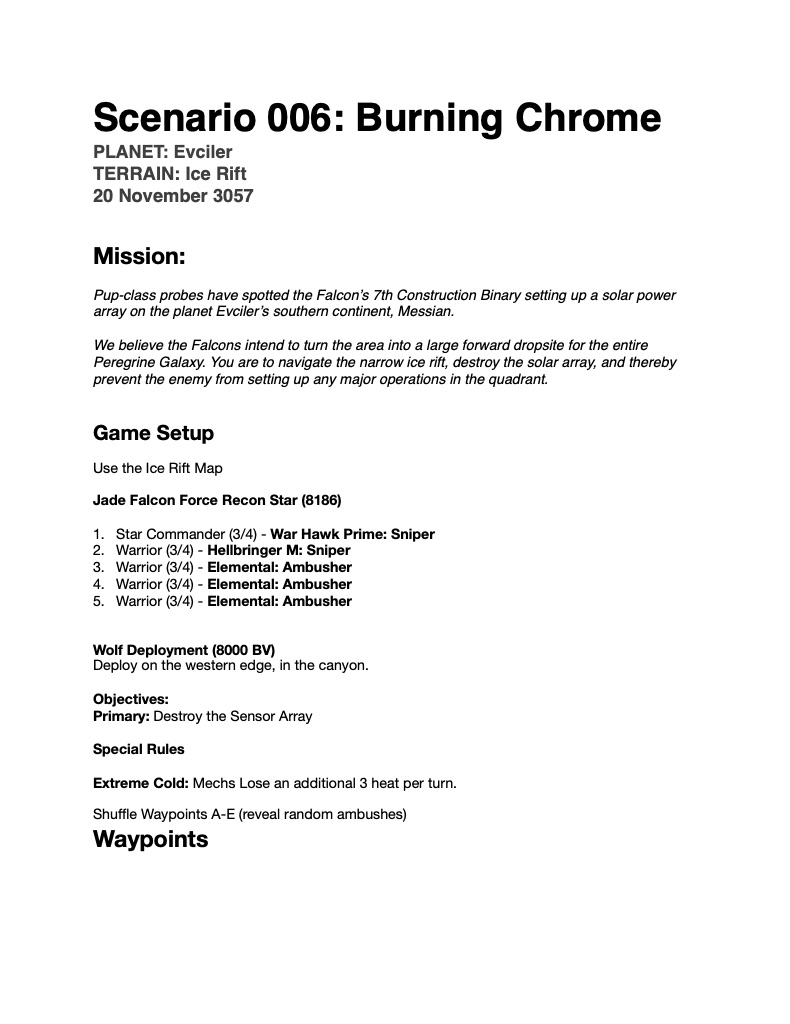 Scenario 006: Burning Chrome
PLANET: Evciler
TERRAIN: Ice Rift
20 November 3057
Mission:
Pup-class probes have spotted the Falcon’s 7th Construction Binary setting up a solar power
array on the planet Evciler’s southern continent, Messian.
We believe the Falcons intend to turn the area into a large forward dropsite for the entire
Peregrine Galaxy. You are to navigate the narrow ice rift, destroy the solar array, and thereby
prevent the enemy from setting up any major operations in the quadrant.
Game Setup
Use the Ice Rift Map
Jade Falcon Force Recon Star (8186)
1. Star Commander (3/4) - War Hawk Prime: Sniper
2. Warrior (3/4) - Hellbringer M: Sniper
3. Warrior (3/4) - Elemental: Ambusher
4. Warrior (3/4) - Elemental: Ambusher
5. Warrior (3/4) - Elemental: Ambusher
Wolf Deployment (8000 BV)
Deploy on the western edge, in the canyon.
Objectives:
Primary: Destroy the Sensor Array
Special Rules
Extreme Cold: Mechs Lose an additional 3 heat per turn.
Shuffle Waypoints A-E (reveal random ambushes)
Waypoints